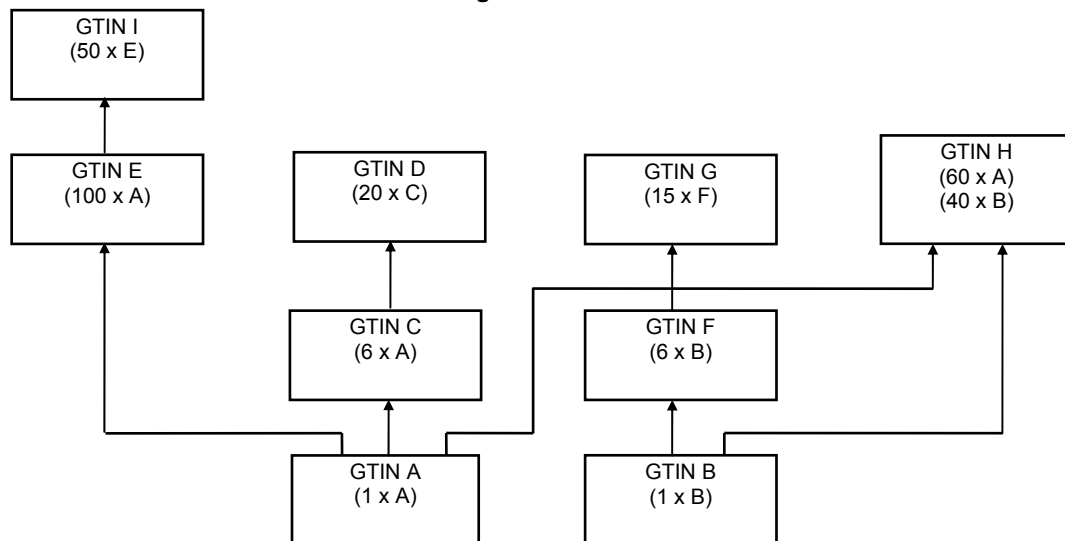 GTIN I
(50 x E)
GTIN E
(100 x A)
GTIN D
(20 x C)
GTIN G
(15 x F)
GTIN H
(60 x A)
(40 x B)
GTIN C
(6 x A)
GTIN F
(6 x B)
GTIN A
(1 x A)
GTIN B
(1 x B)